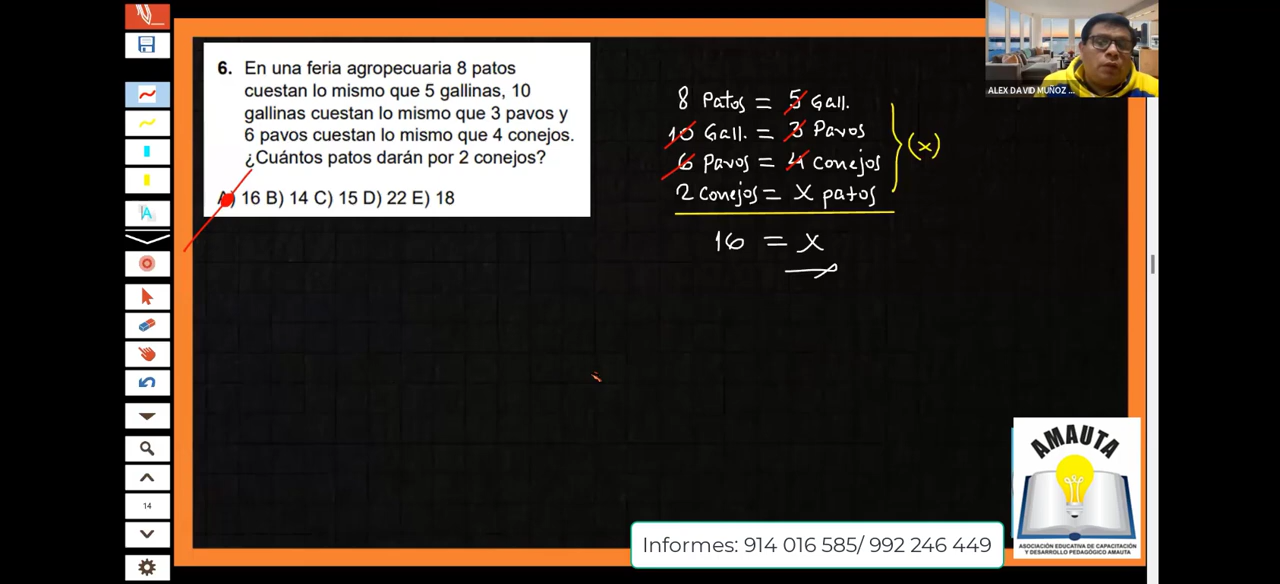 ALEX DAVID MUÑOZ ...
6. En una feria agropecuaria 8 patos
cuestan lo mismo que 5 gallinas, 10
gallinas cuestan lo mismo que 3 pavos y
6 pavos cuestan lo mismo que 4 conejos.
¿Cuántos patos darán por 2 conejos?
A) 16 B) 14 C) 15 D) 22 E) 18
8 Patos = 5 Gall.
10 Gall. = 3 Pavos
6 Pavos = 4 Conejos
2 Conejos = X patos
(x)
16 = x
A
14
AMAUTA
ASOCIACIÓN EDUCATIVA DE CAPACITACIÓN
Y DESARROLLO PEDAGÓGICO AMAUTA
Informes: 914 016 585/ 992 246 449